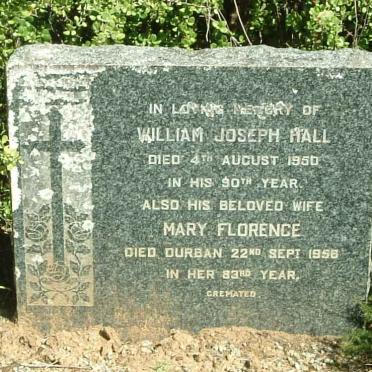 IN LOVING MEMORY OF
WILLIAM JOSEPH HALL
DIED 4TH AUGUST 1950
IN HIS 90TH YEAR.
ALSO HIS BELOVED WIFE
MARY FLORENCE
DIED DURBAN 22ND SEPT 1956
IN HER 83RD YEAR,
CREMATED